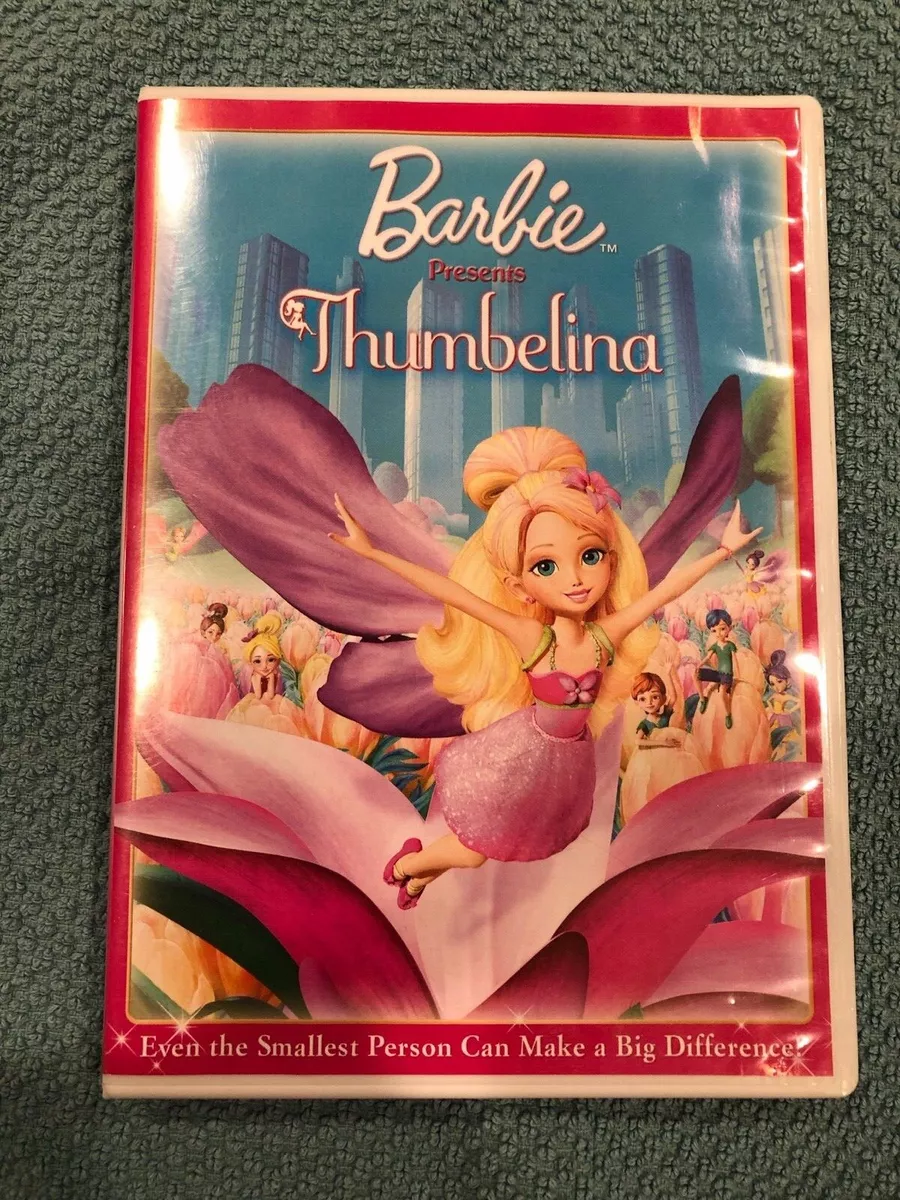 Barbie™
Presents
Thumbelina
Even the Smallest Person Can Make a Big Difference!